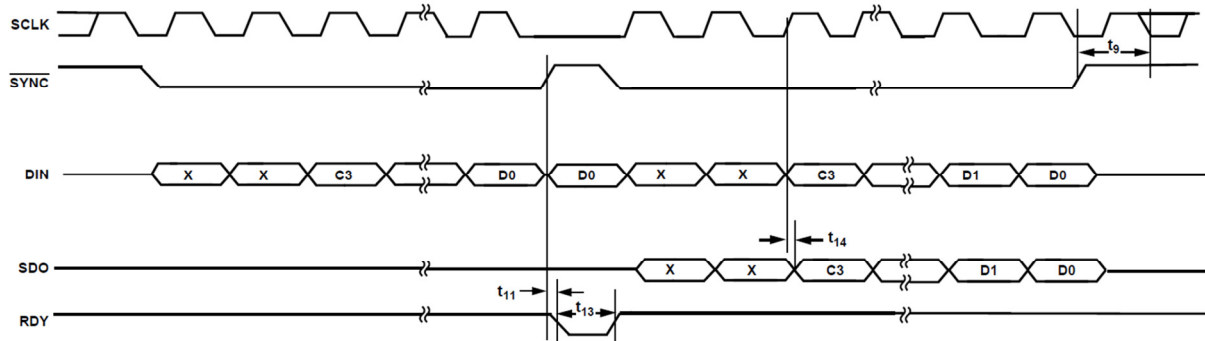 SCLK
t9
SYNC
DIN X X C3 D0 D0 X X C3 D1 D0
t14
SDO X X C3 D1 D0
t11 t13
RDY